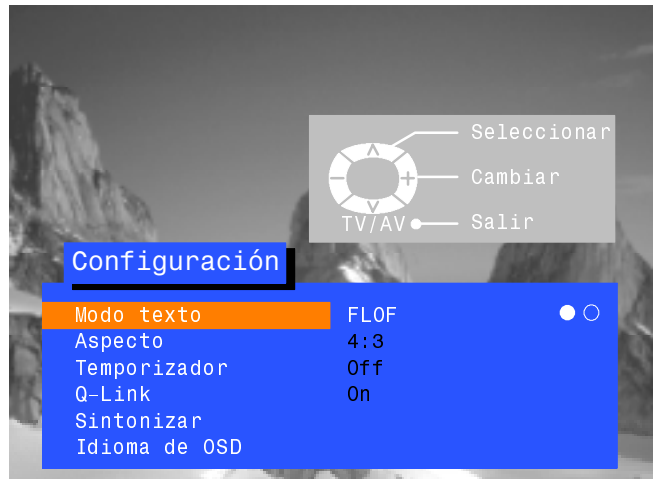 Seleccionar
Cambiar
TV/AV Salir
Configuración
Modo texto FLOF
Aspecto 4:3
Temporizador Off
Q-Link On
Sintonizar
Idioma de OSD